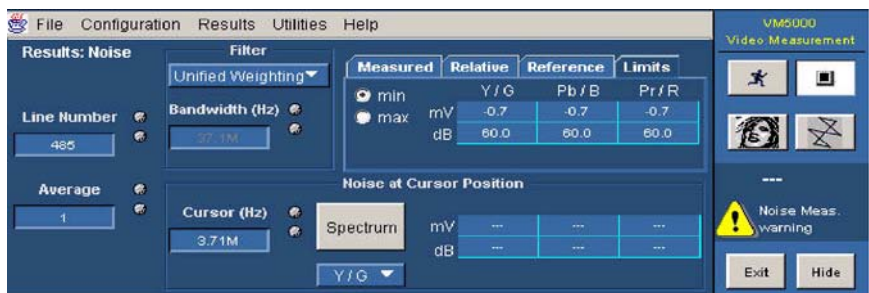 File Configuration Results Utilities Help
VM5000
Video Measurement
Results: Noise
Filter
Unified Weighting
Measured Relative Reference Limits
min
max
Y / G Pb / B Pr / R
mV -0.7 -0.7 -0.7
dB 60.0 60.0 60.0
Line Number
485
Bandwidth (Hz)
37.1M
Average
1
Noise at Cursor Position
Cursor (Hz)
3.71M
Spectrum
Y / G
mV --- --- ---
dB --- --- ---
---
Noise Meas.
warning
Exit Hide